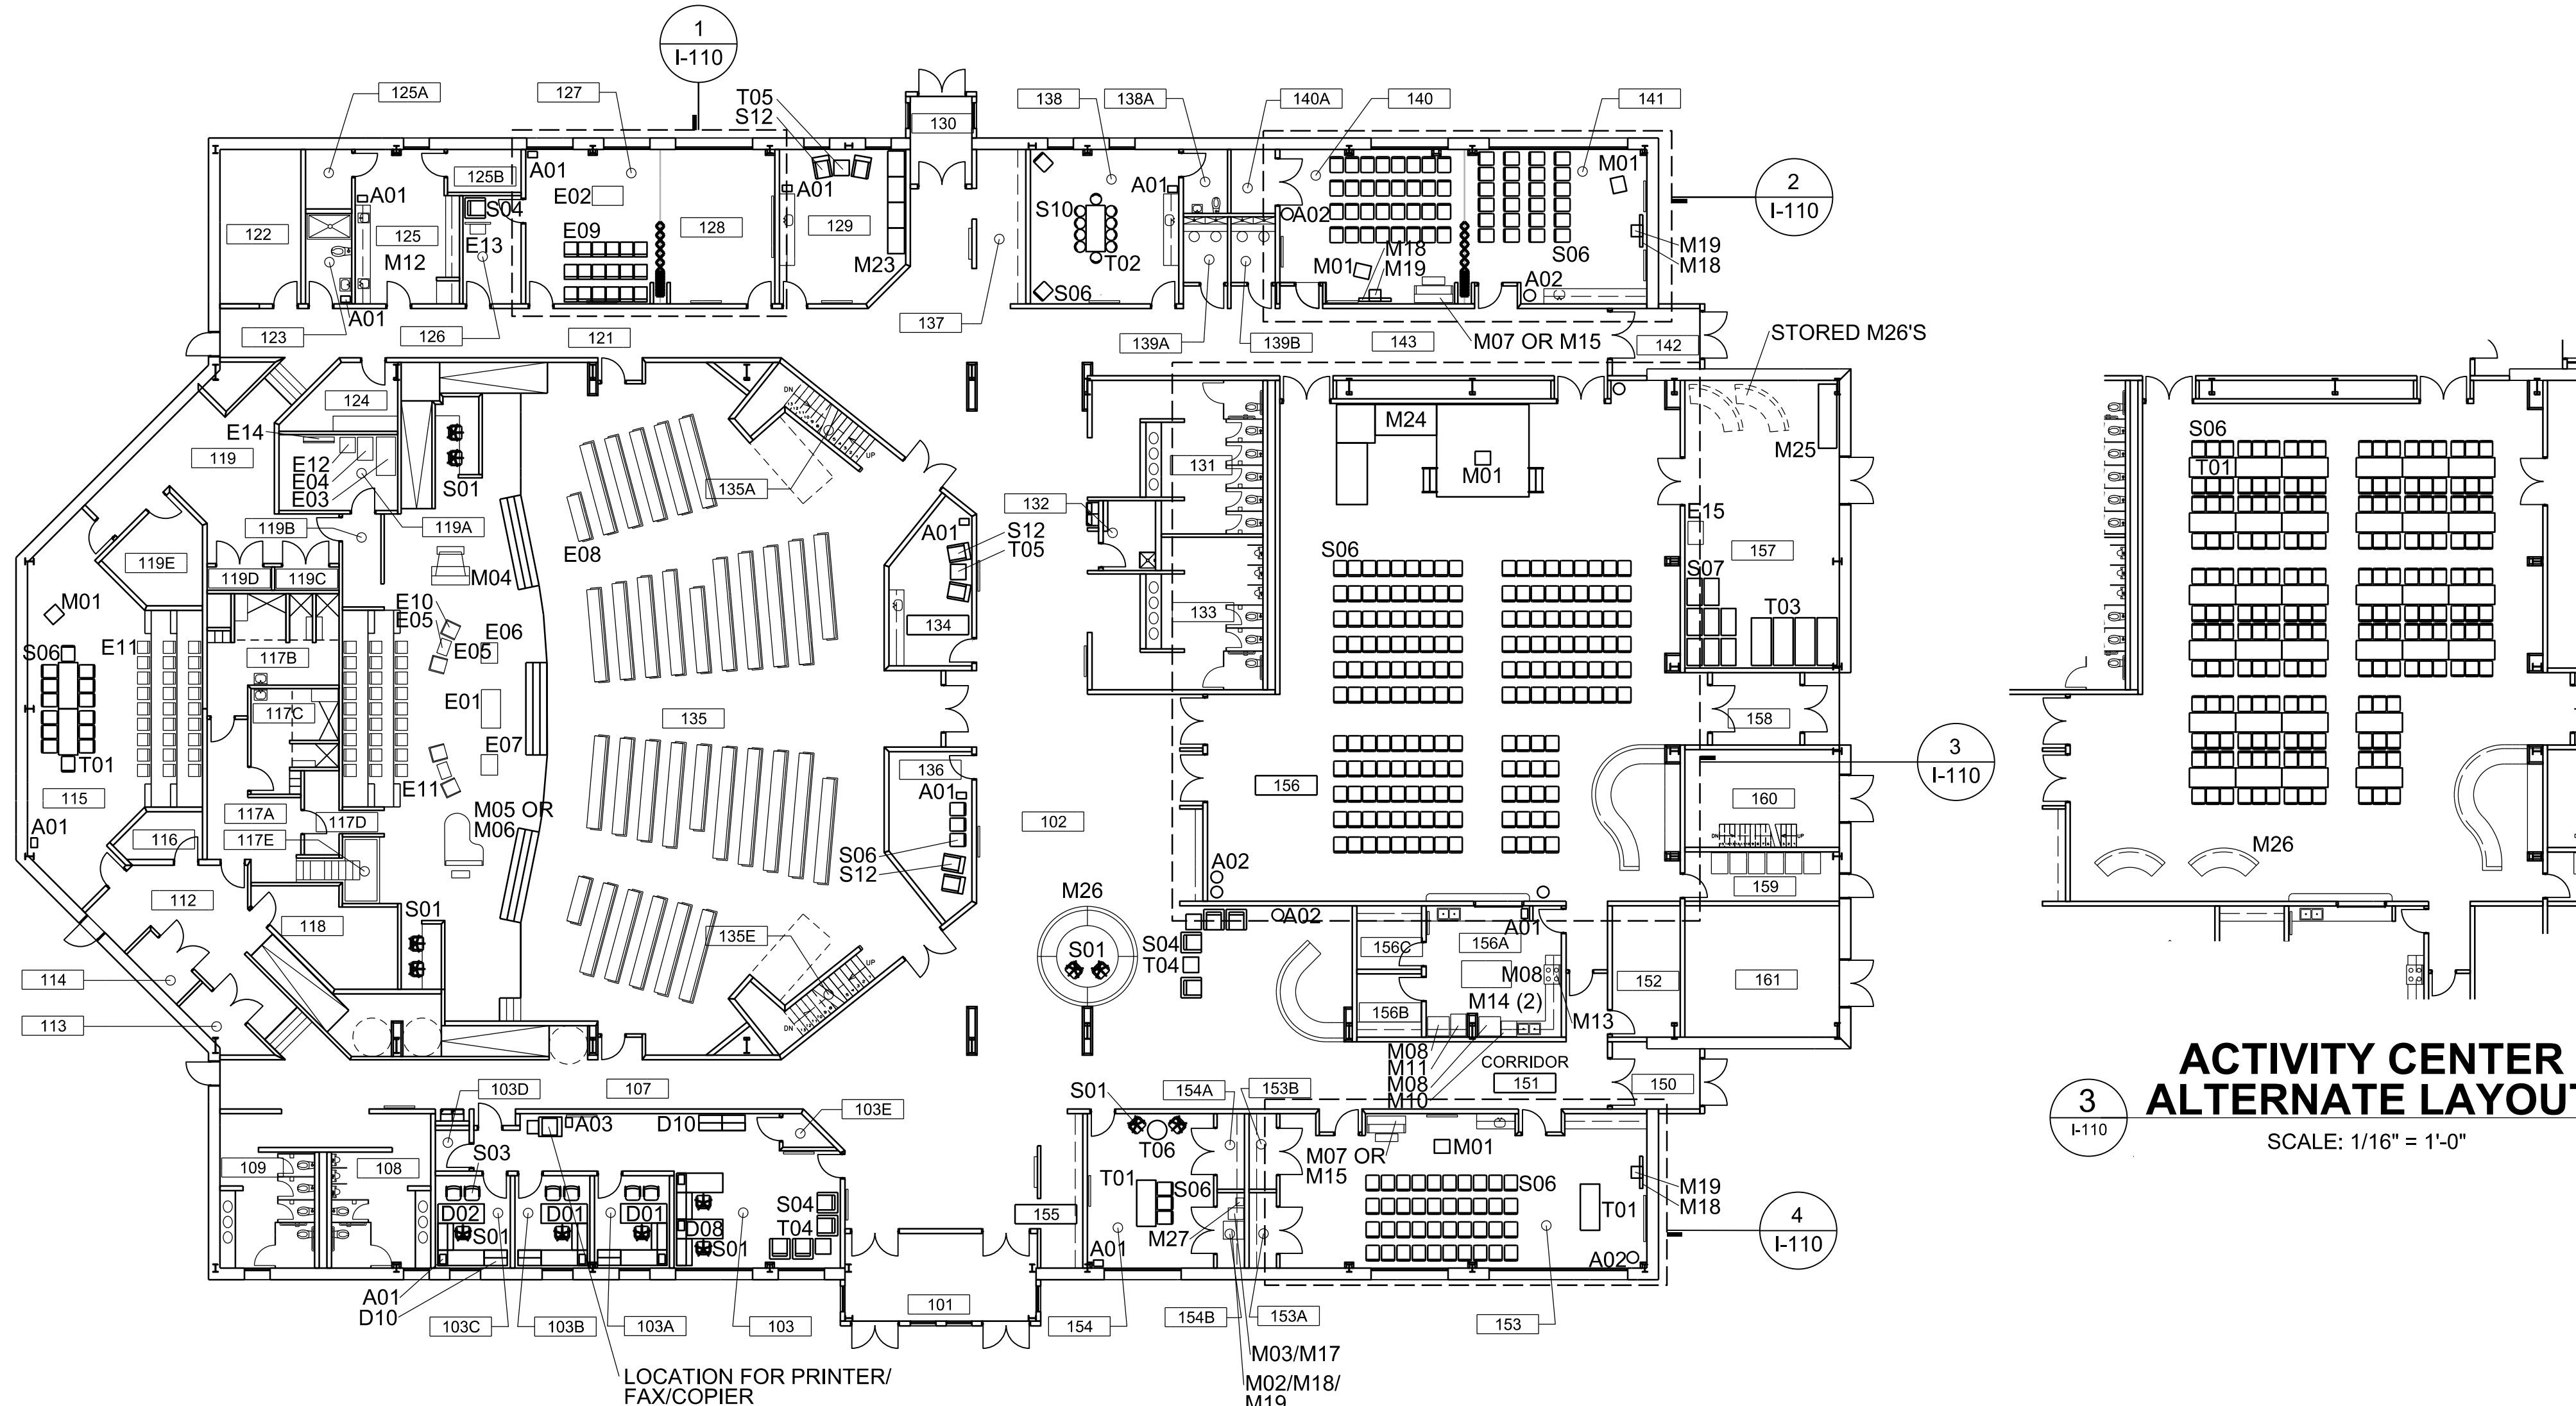 1
I-110
125A
127
T05
S12
138
138A
140A
140
141
130
A01
125B
A01
E02
A01
A01
M01
2
I-110
S04
S10
A02
122
125
E13
E09
128
129
M12
M23
T02
M18
M01
M19
S06
M19
M18
A02
S06
A01
123
126
121
137
139A
139B
143
M07 OR M15
142
STORED M26'S
124
DN
UP
M24
M25
S06
E14
119
E12
E04
E03
S01
135A
131
M01
T01
119B
119A
132
E15
A01
S12
T05
E08
S06
157
119E
119D
119C
M04
S07
M01
E10
E05
E06
E05
134
133
T03
S06
E11
117B
117C
E01
135
158
E07
136
3
I-110
T01
115
E11
A01
156
160
117A
117D
M05 OR
M06
102
DN
UP
A01
116
117E
S06
S12
A02
159
M26
M26
112
S01
118
135E
A02
A01
S01
S04
T04
156C
156A
UP
114
M08
152
161
M14 (2)
113
DN
156B
M13
M08
M11
M08
M10
CORRIDOR
151
ACTIVITY CENTER
ALTERNATE LAYOUT
3
I-110
SCALE: 1/16" = 1'-0"
103D
107
S01
154A
153B
150
103E
A03
D10
T06
M07 OR
M15
M01
109
108
S03
T01
S06
S06
M19
M18
D02
D01
D01
S04
S01
D08
S01
T04
155
M27
T01
4
I-110
A01
A02
A01
D10
101
103C
103B
103A
103
154
154B
153A
153
M03/M17
M02/M18/
M19
LOCATION FOR PRINTER/
FAX/COPIER